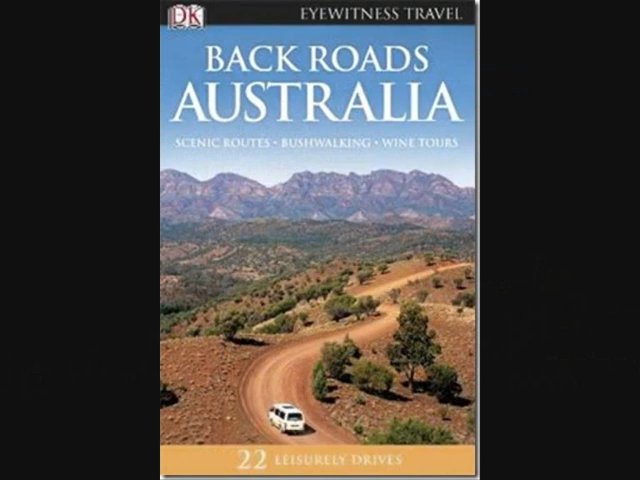 DK
EYEWITNESS TRAVEL
BACK ROADS
AUSTRALIA
SCENIC ROUTES • BUSHWALKING • WINE TOURS
22 LEISURELY DRIVES